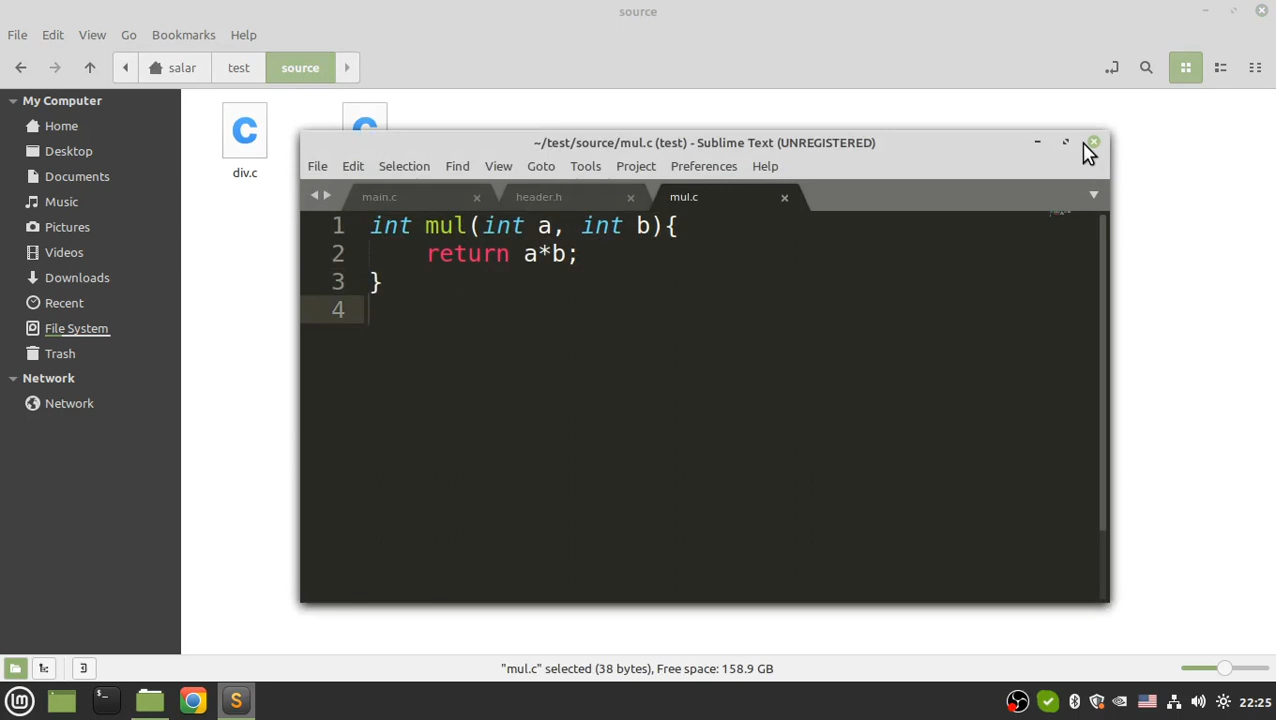 source
File Edit View Go Bookmarks Help
salar test source
My Computer
Home
Desktop
Documents
Music
Pictures
Videos
Downloads
Recent
File System
Trash
Network
Network
C
C
div.c
~/test/source/mul.c (test) - Sublime Text (UNREGISTERED)
File Edit Selection Find View Goto Tools Project Preferences Help
main.c header.h mul.c
1 int mul(int a, int b){
2 return a*b;
3 }
4
"mul.c" selected (38 bytes), Free space: 158.9 GB
22:25